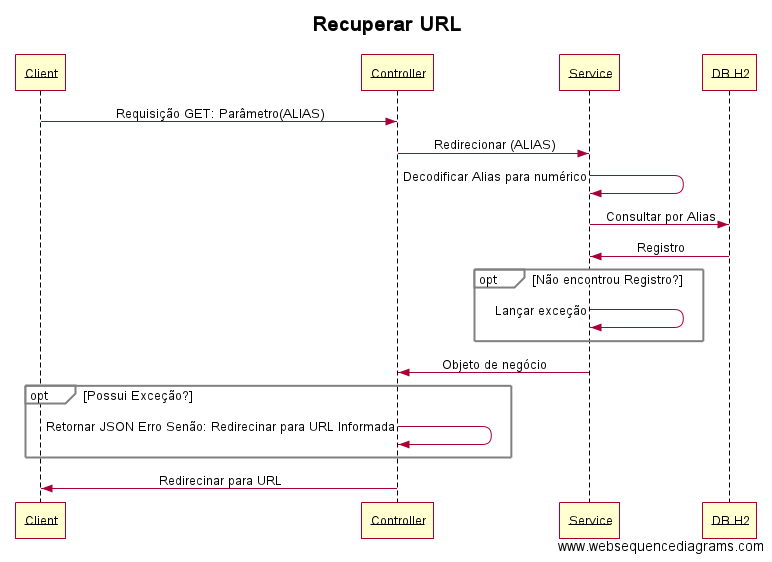 Recuperar URL
Client
Controller
Service
DB H2
Requisição GET: Parâmetro(ALIAS)
Redirecionar (ALIAS)
Decodificar Alias para numérico
Consultar por Alias
Registro
opt
[Não encontrou Registro?]
Lançar exceção
Objeto de negócio
opt
[Possui Exceção?]
Retornar JSON Erro Senão: Redirecinar para URL Informada
Redirecinar para URL
Client
Controller
Service
DB H2
www.websequencediagrams.com